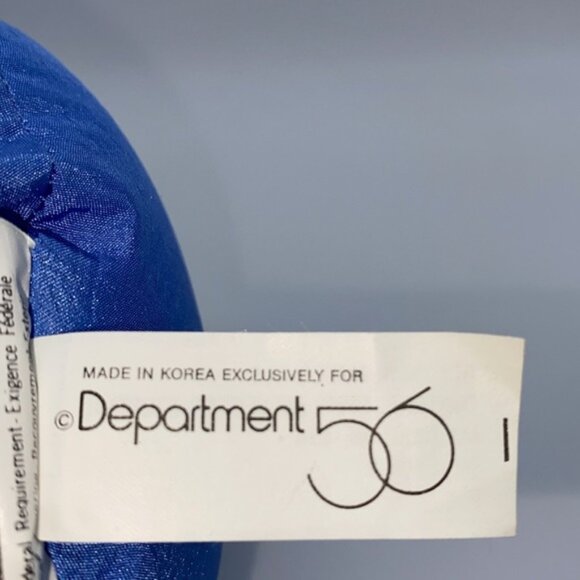 MADE IN KOREA EXCLUSIVELY FOR
© Department 56
Requirement - Exigence Fédérale